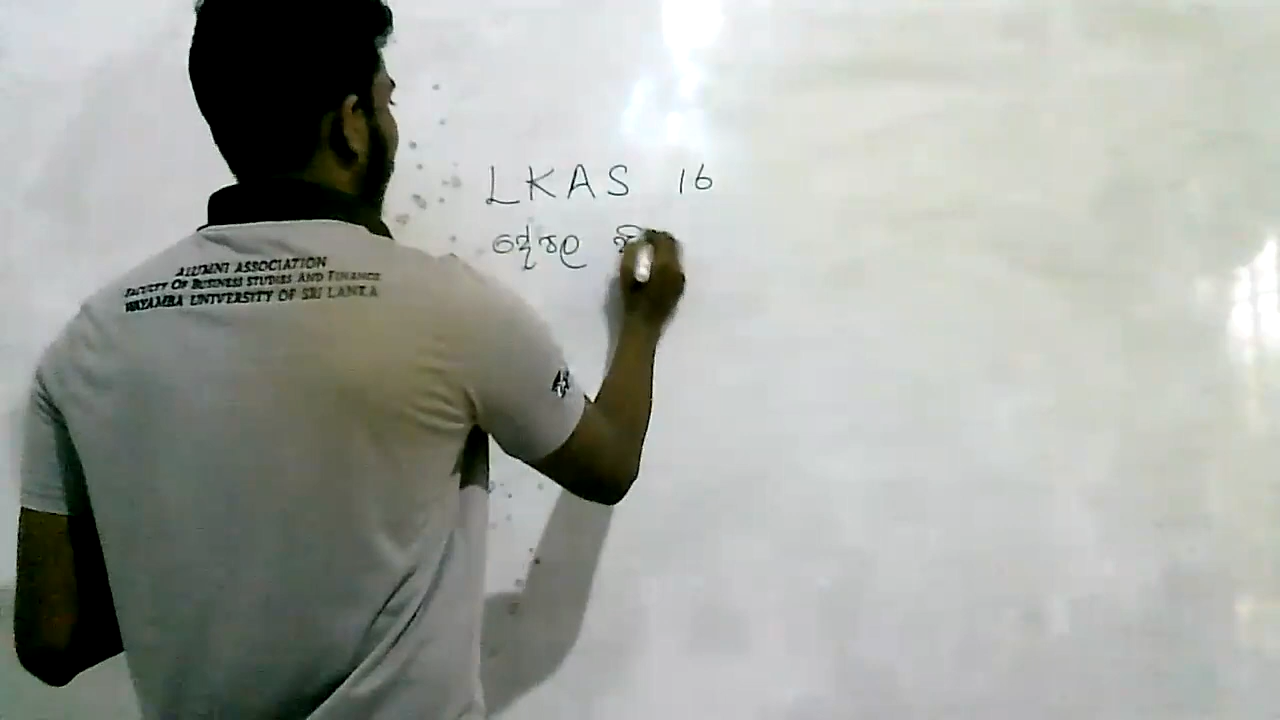 ALUMNI ASSOCIATION
FACULTY OF BUSINESS STUDIES AND FINANCE
WAYAMBA UNIVERSITY OF SRI LANKA
LKAS 16
දේපල